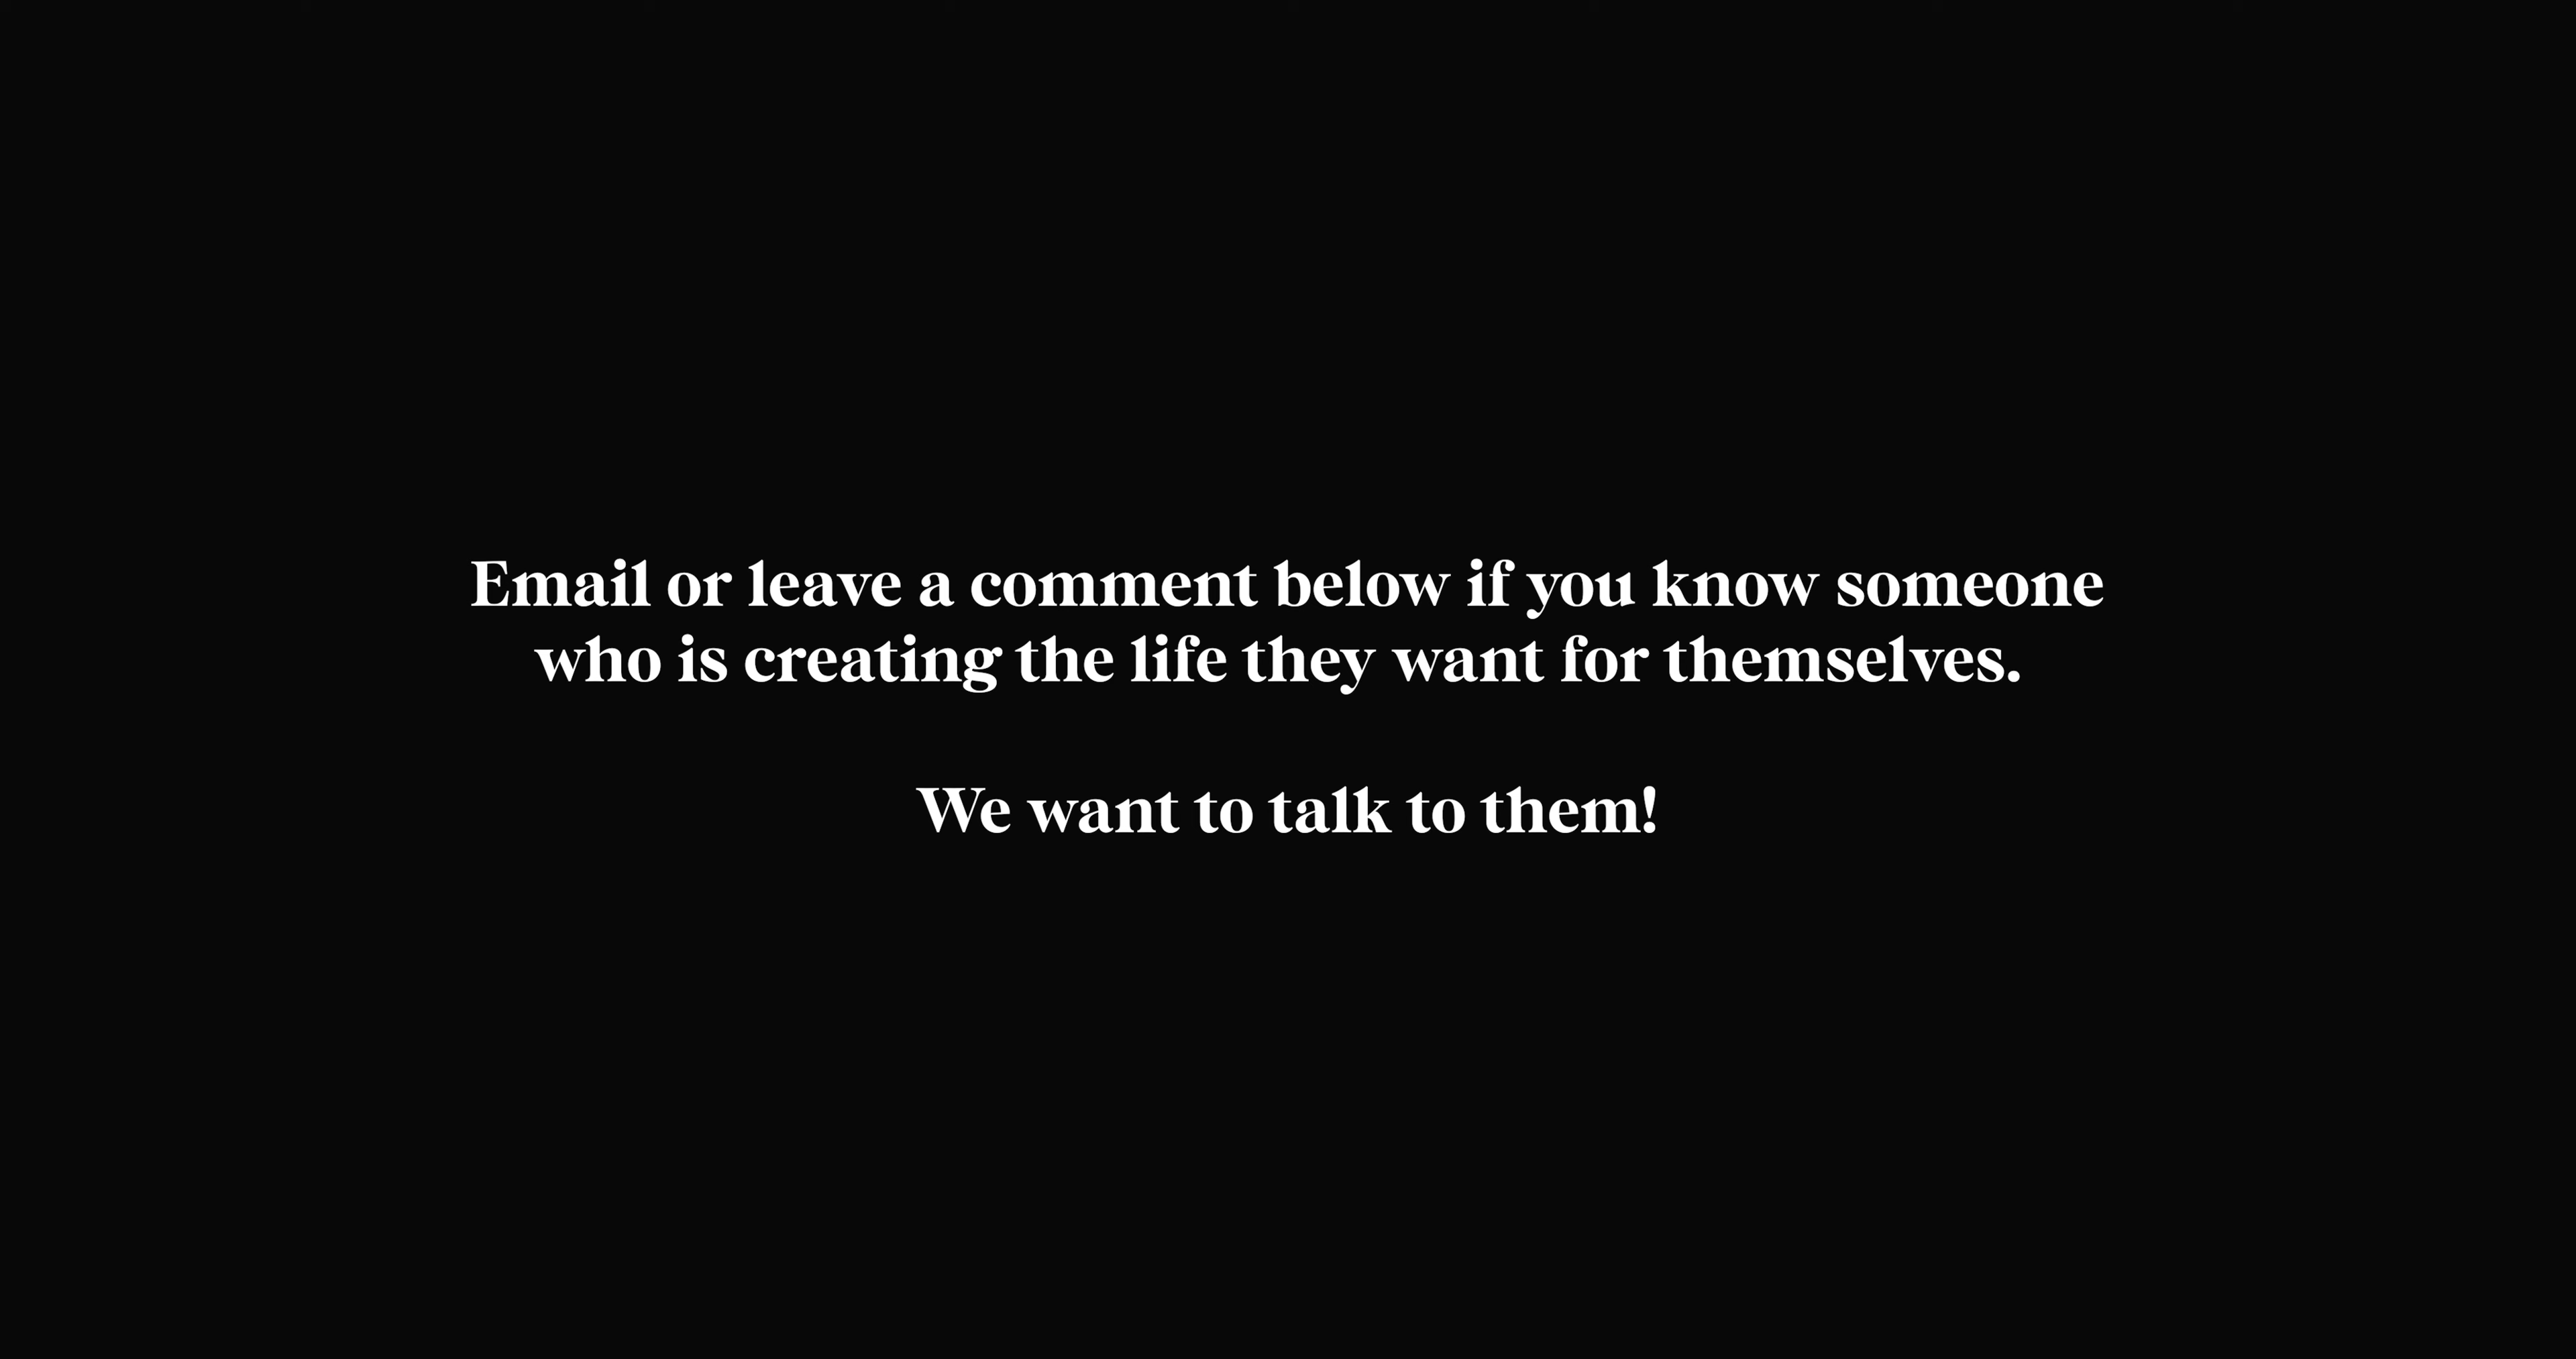 Email or leave a comment below if you know someone
who is creating the life they want for themselves.
We want to talk to them!